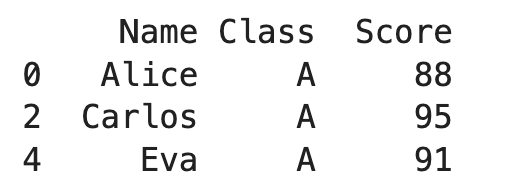 Name Class Score
0 Alice A 88
2 Carlos A 95
4 Eva A 91